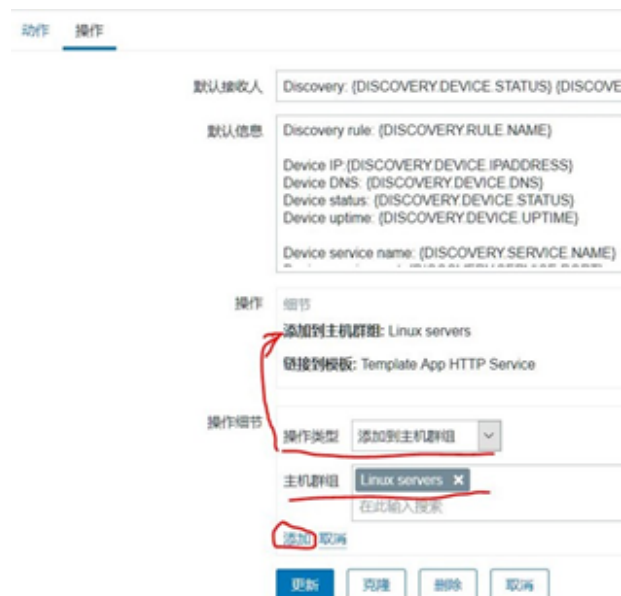 动作 操作
默认接收人 Discovery: {DISCOVERY.DEVICE.STATUS} {DISCOVE
默认信息 Discovery rule: {DISCOVERY.RULE.NAME}
Device IP:{DISCOVERY.DEVICE.IPADDRESS}
Device DNS: {DISCOVERY.DEVICE.DNS}
Device status: {DISCOVERY.DEVICE.STATUS}
Device uptime: {DISCOVERY.DEVICE.UPTIME}
Device service name: {DISCOVERY.SERVICE.NAME}
操作 细节
添加到主机群组: Linux servers
链接到模板: Template App HTTP Service
操作细节
操作类型 添加到主机群组
主机群组 Linux servers
在此输入搜索
添加 取消
更新 克隆 删除 取消